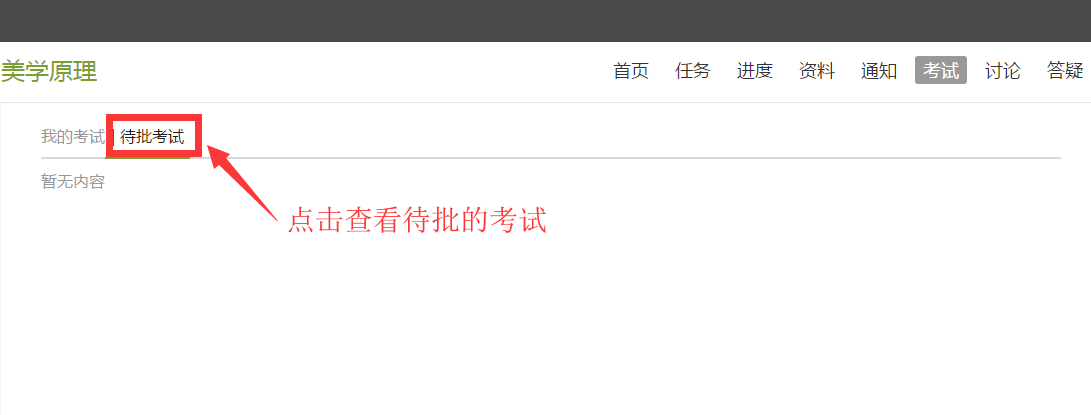 美学原理 首页 任务 进度 资料 通知 考试 讨论 答疑
我的考试 待批考试
暂无内容
点击查看待批的考试